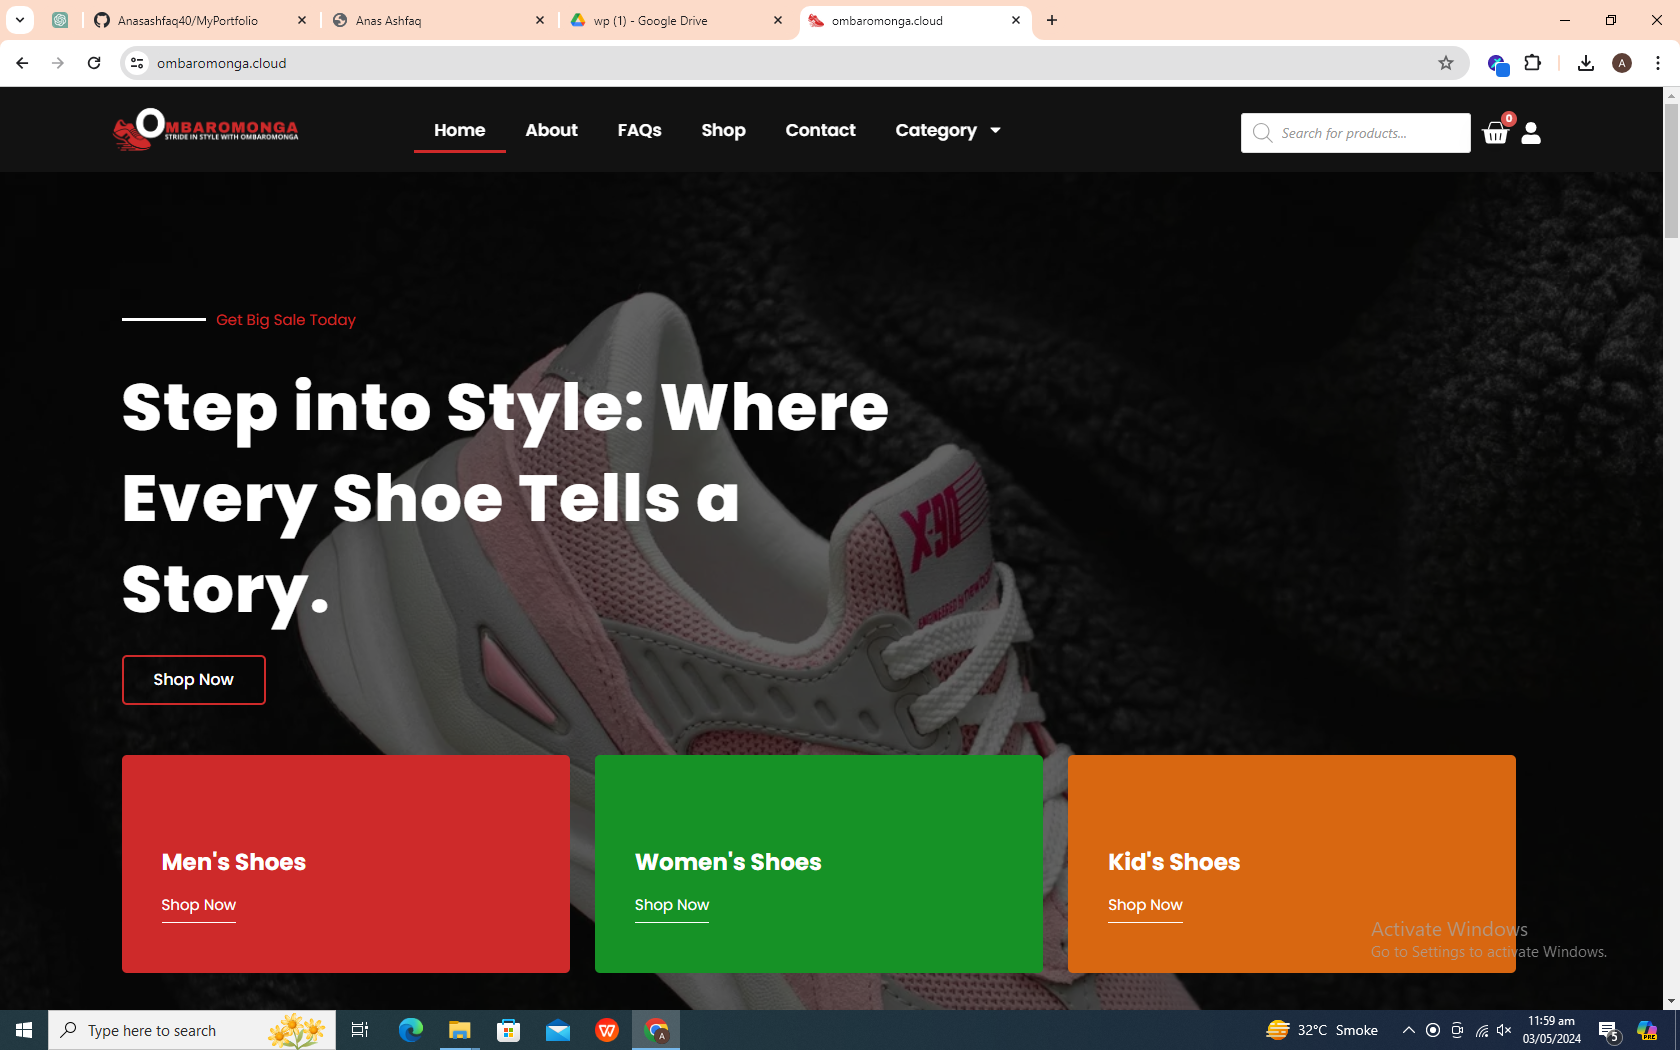 Anasashfaq40/MyPortfolio
Anas Ashfaq
wp (1) - Google Drive
ombaromonga.cloud
ombaromonga.cloud
A
OMBAROMONGA
STRIDE IN STYLE WITH OMBAROMONGA
Home
About
FAQs
Shop
Contact
Category
Search for products...
0
Get Big Sale Today
Step into Style: Where
Every Shoe Tells a
Story.
X-90
Shop Now
Men's Shoes
Shop Now
Women's Shoes
Shop Now
Kid's Shoes
Shop Now
Activate Windows
Go to Settings to activate Windows.
Type here to search
W
A
32°C Smoke
11:59 am
03/05/2024
5
PRE